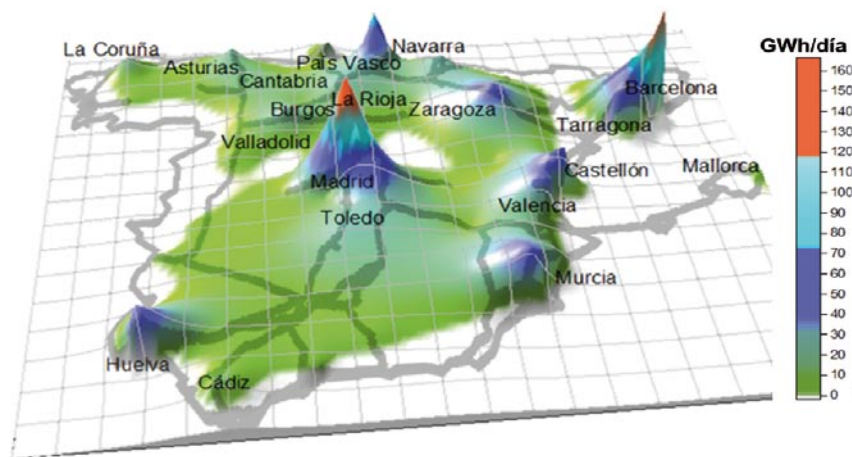 La Coruña
Asturias
Cantabria
País Vasco
Navarra
Burgos
La Rioja
Zaragoza
Barcelona
Tarragona
Valladolid
Madrid
Toledo
Castellón
Mallorca
Valencia
Murcia
Huelva
Cádiz
GWh/día
160
150
140
130
120
110
100
90
80
70
60
50
40
30
20
10
0